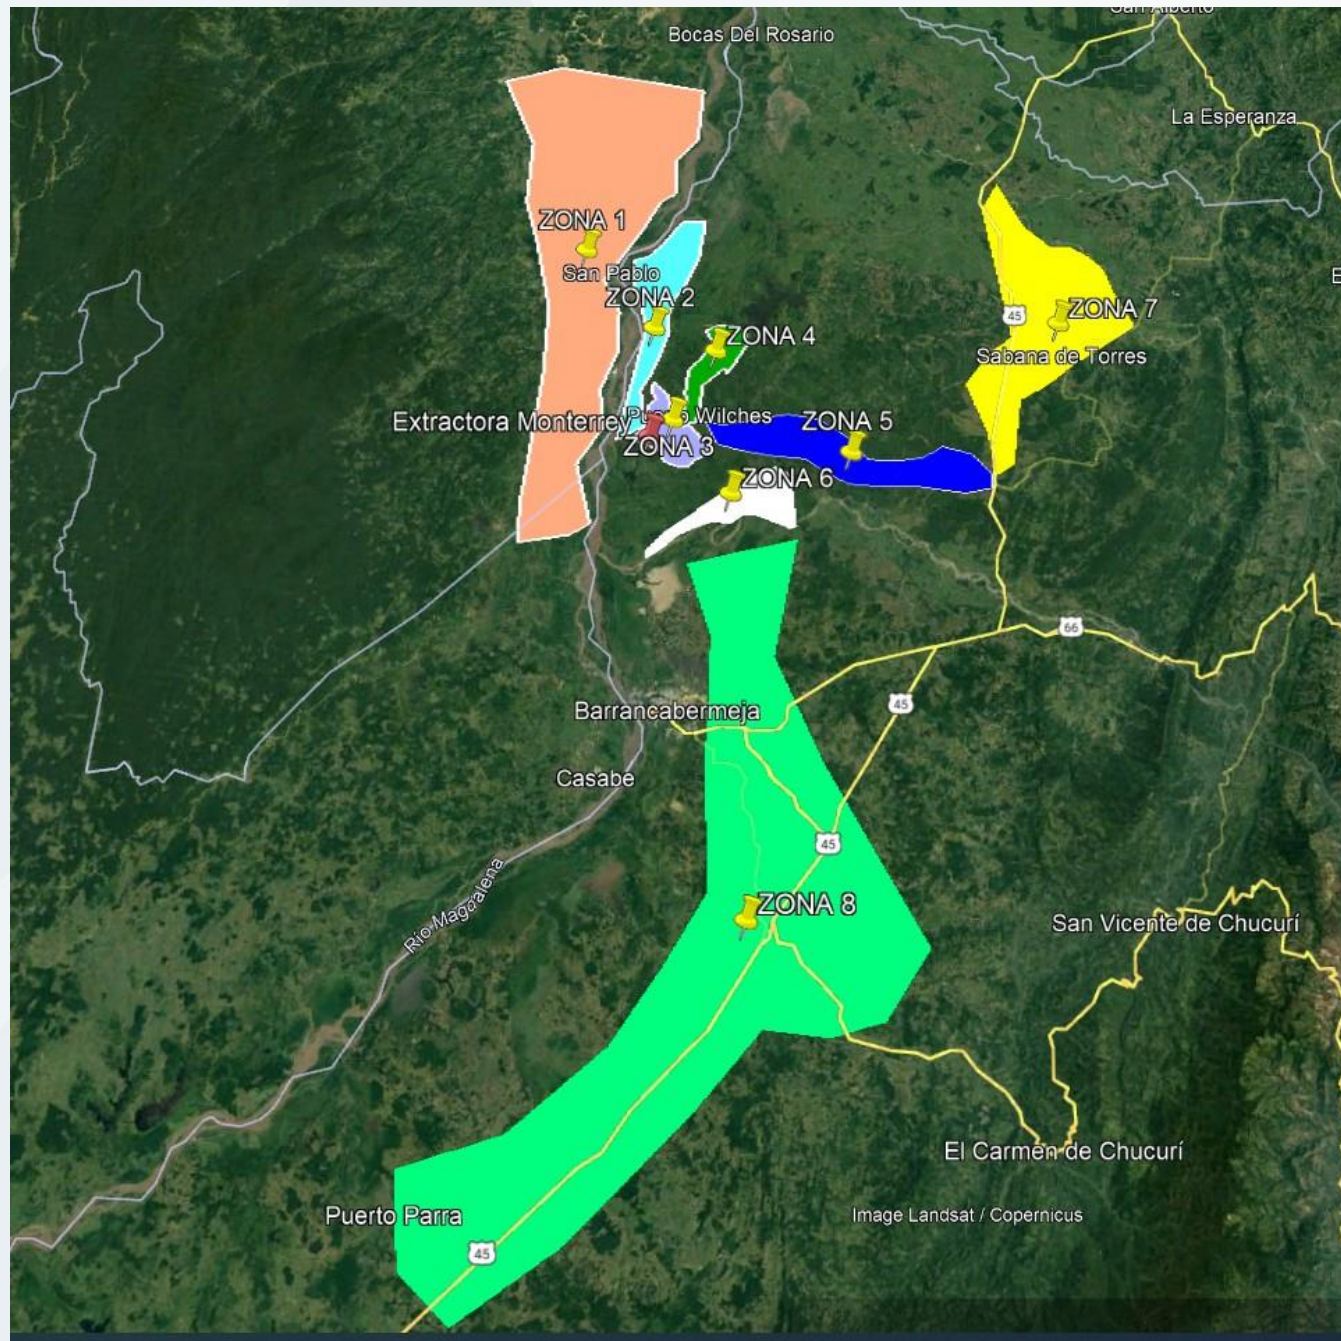 San Alberto
Bocas Del Rosario
La Esperanza
ZONA 1
San Pablo
ZONA 2
45
ZONA 7
ZONA 4
Sabana de Torres
Extractora Monterrey
Wilches
ZONA 5
ZONA 3
ZONA 6
66
45
Barrancabermeja
Casabe
45
Río Magdalena
ZONA 8
San Vicente de Chucurí
El Carmen de Chucurí
Puerto Parra
Image Landsat / Copernicus
45